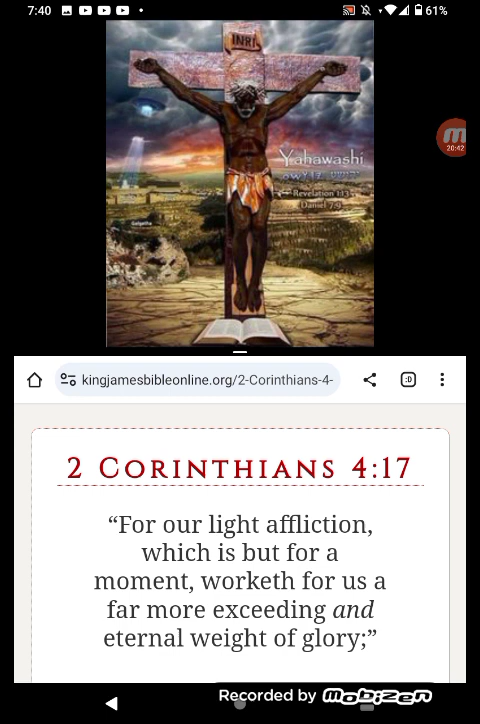 7:40
61%
INRI
20:42
Yahawashi
Revelation 1:13
Daniel 7:9
Golgotha
kingjamesbibleonline.org/2-Corinthians-4-
:D
2 CORINTHIANS 4:17
“For our light affliction,
which is but for a
moment, worketh for us a
far more exceeding and
eternal weight of glory;”
Recorded by Mobizen